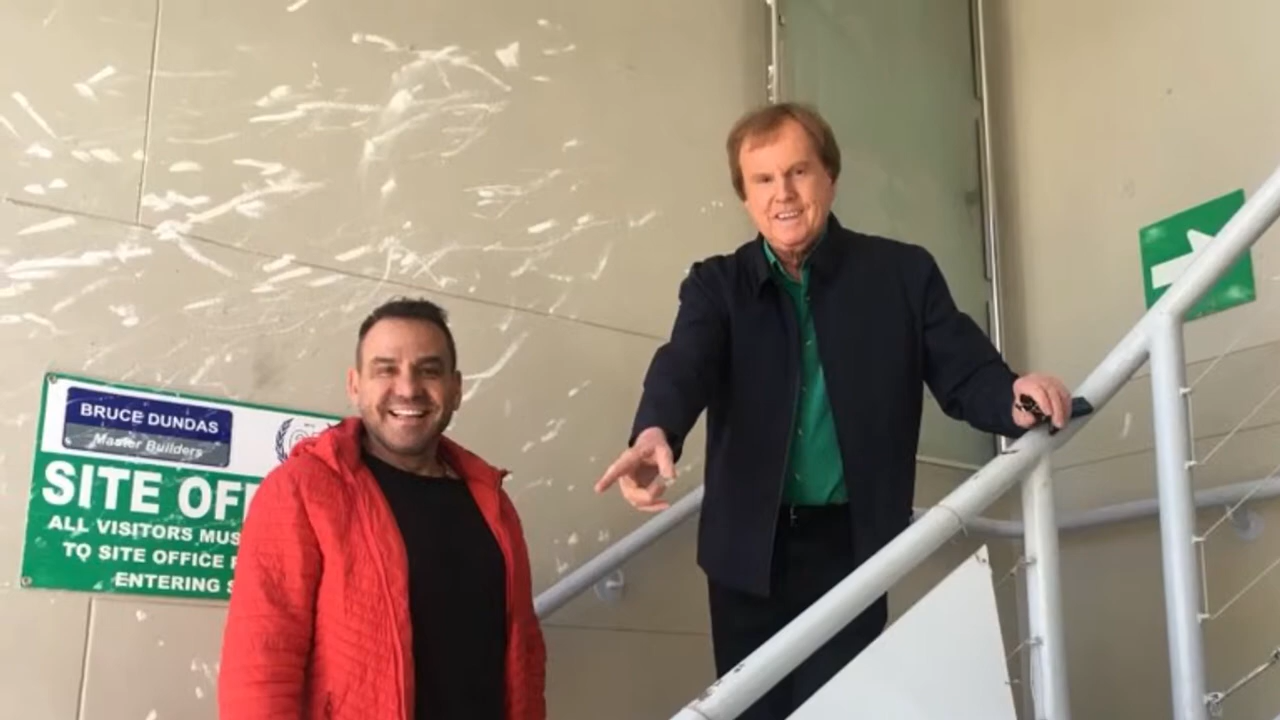 BRUCE DUNDAS
Master Builders
SITE OFF
ALL VISITORS MUS
TO SITE OFFICE
ENTERING S